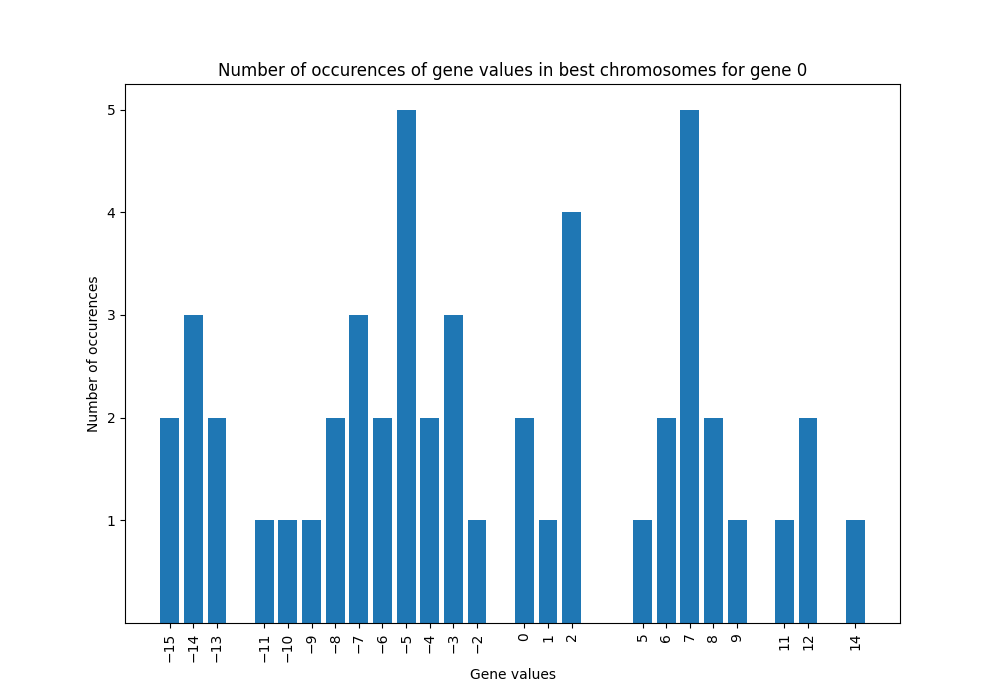 Number of occurences of gene values in best chromosomes for gene 0
5
4
3
2
1
Number of occurences
−15 −14 −13 −11 −10 −9 −8 −7 −6 −5 −4 −3 −2 0 1 2 5 6 7 8 9 11 12 14
Gene values